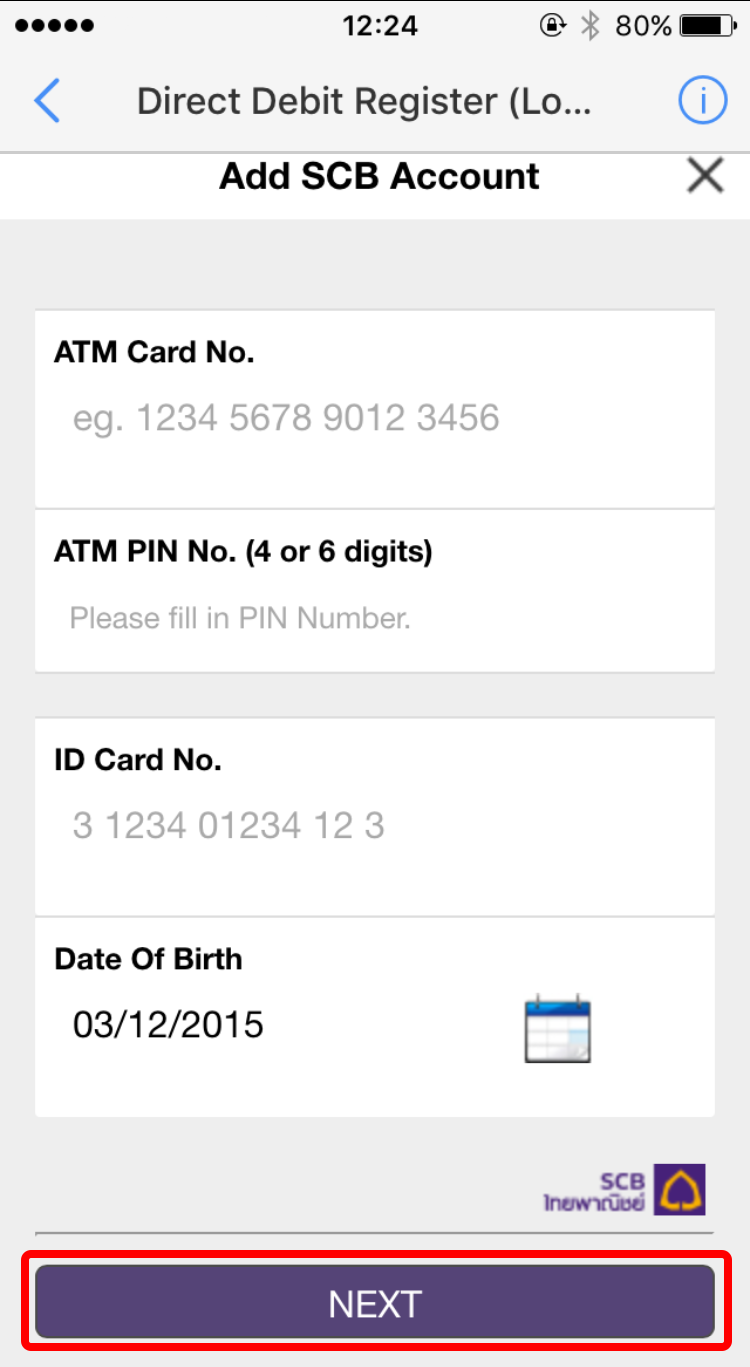 12:24
80%
Direct Debit Register (Lo...
Add SCB Account
ATM Card No.
eg. 1234 5678 9012 3456
ATM PIN No. (4 or 6 digits)
Please fill in PIN Number.
ID Card No.
3 1234 01234 12 3
Date Of Birth
03/12/2015
SCB
ไทยพาณิชย์
NEXT